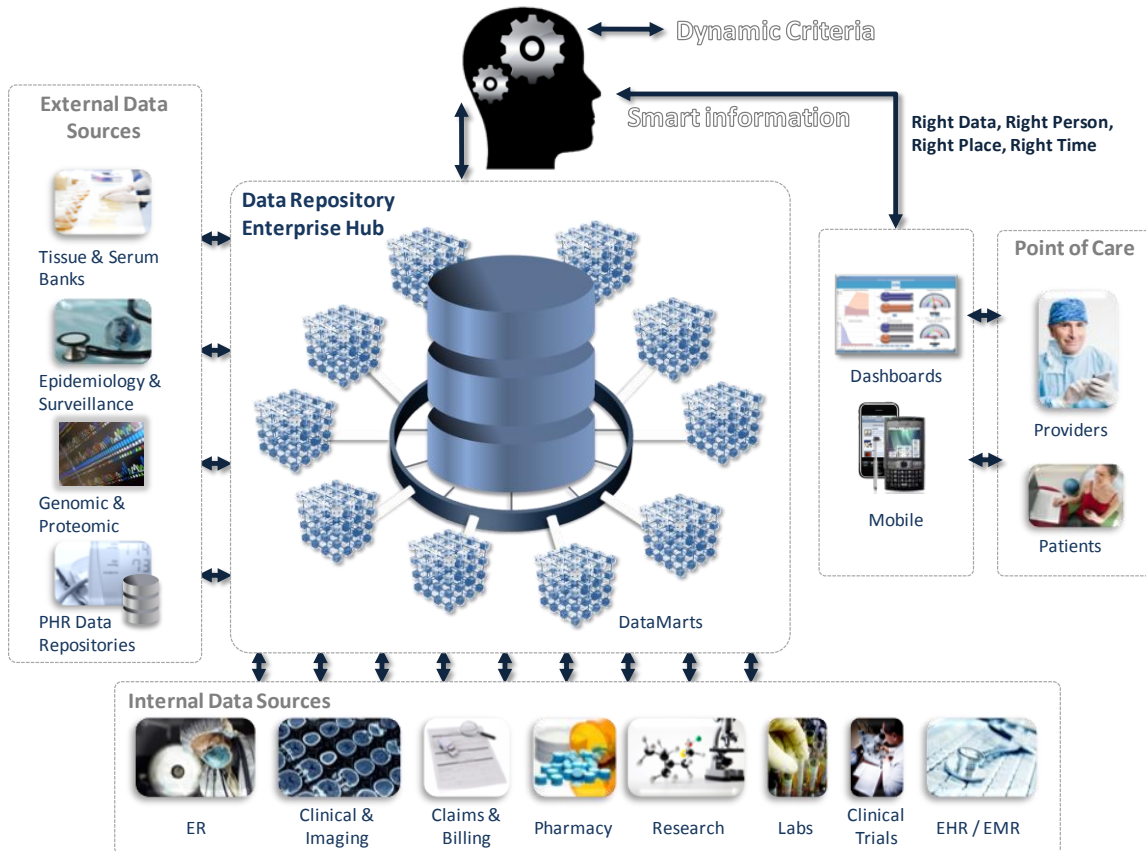 Dynamic Criteria
Smart information
Right Data, Right Person,
Right Place, Right Time
External Data
Sources
Tissue & Serum
Banks
Epidemiology &
Surveillance
Genomic &
Proteomic
PHR Data
Repositories
Data Repository
Enterprise Hub
DataMarts
Dashboards
Mobile
Point of Care
Providers
Patients
Internal Data Sources
ER
Clinical &
Imaging
Claims &
Billing
Pharmacy
Research
Labs
Clinical
Trials
EHR / EMR